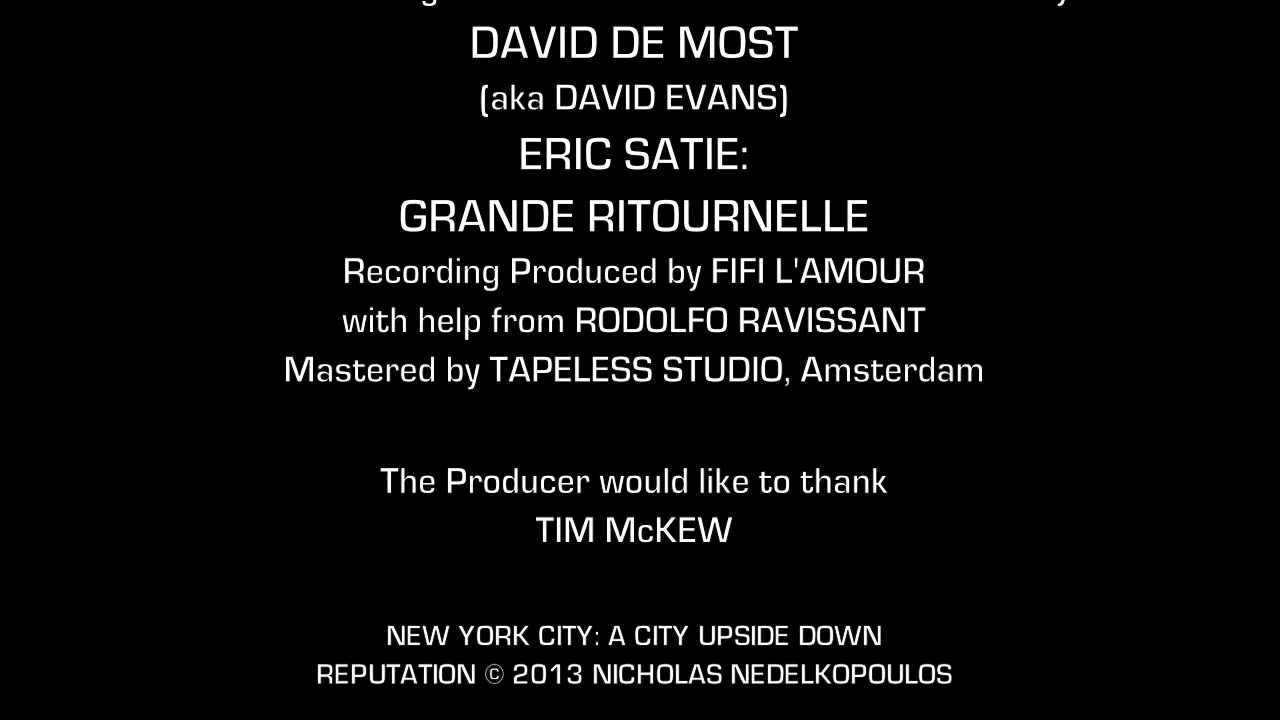 DAVID DE MOST
(aka DAVID EVANS)
ERIC SATIE:
GRANDE RITOURNELLE
Recording Produced by FIFI L'AMOUR
with help from RODOLFO RAVISSANT
Mastered by TAPELESS STUDIO, Amsterdam
The Producer would like to thank
TIM McKEW
NEW YORK CITY: A CITY UPSIDE DOWN
REPUTATION © 2013 NICHOLAS NEDELKOPOULOS